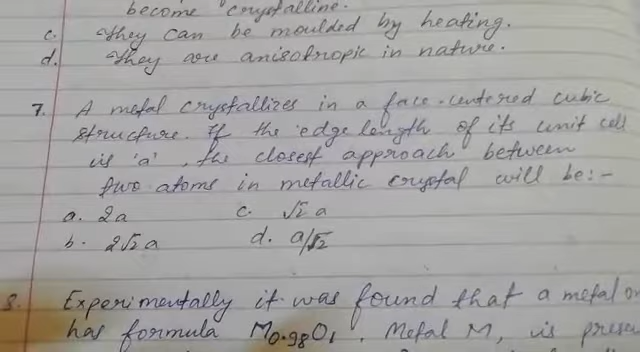 become crystalline.
c. They can be moulded by heating.
d. They are anisotropic in nature.
7. A metal crystallizes in a face-centered cubic
structure. If the edge length of its unit cell
is 'a', the closest approach between
two atoms in metallic crystal will be:-
a. 2a c. √2 a
b. 2√2 a d. a/√2
8. Experimentally it was found that a metal
has formula M0.98O1. Metal M, is